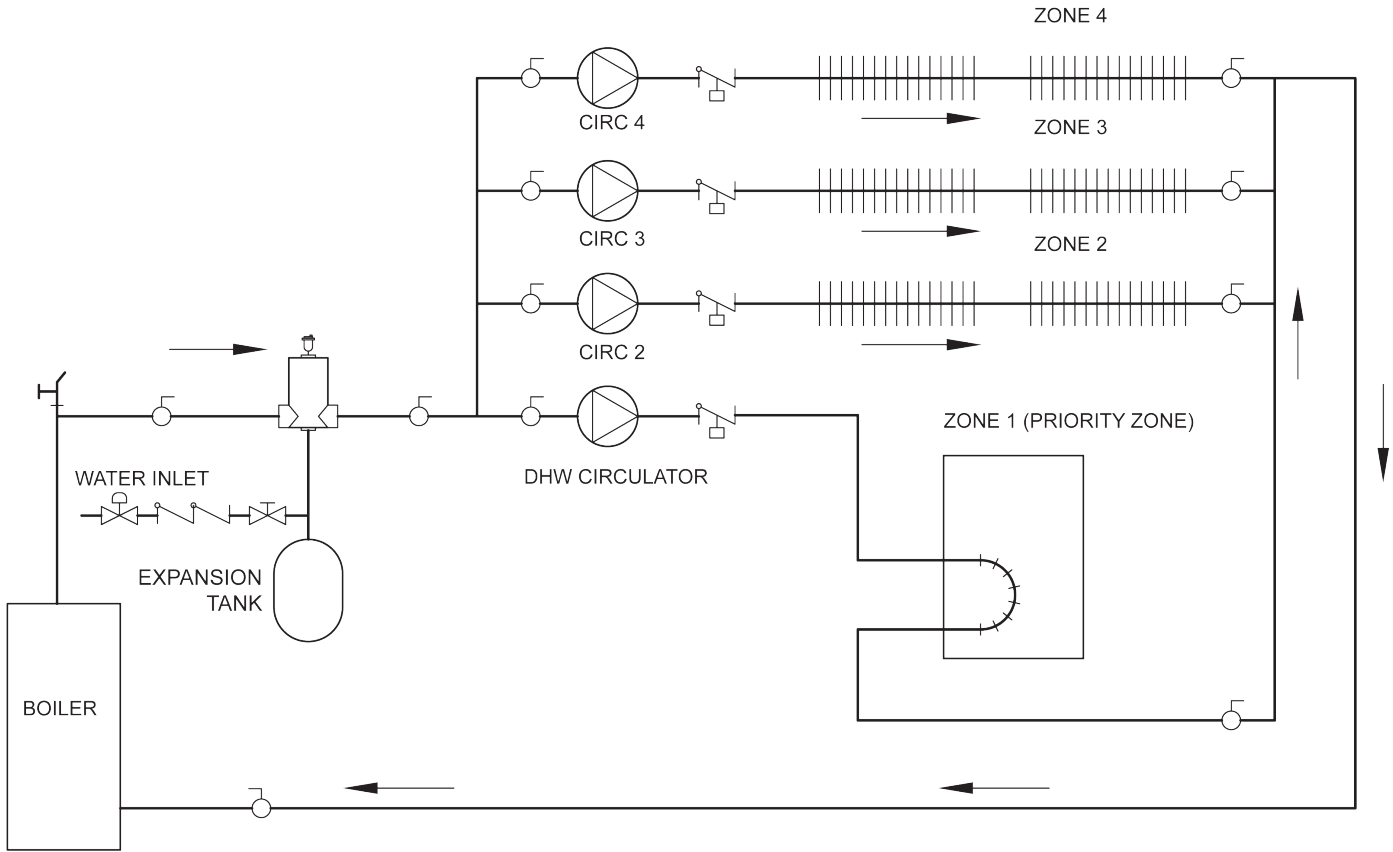 ZONE 4
CIRC 4
ZONE 3
CIRC 3
ZONE 2
CIRC 2
ZONE 1 (PRIORITY ZONE)
DHW CIRCULATOR
WATER INLET
EXPANSION
TANK
BOILER